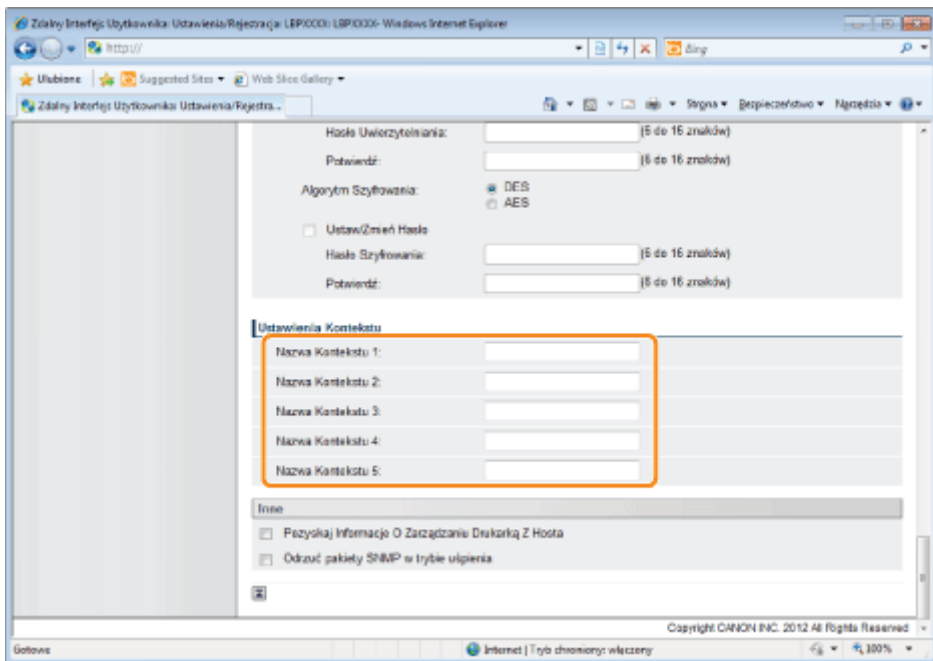 Zdalny Interfejs Użytkownika: Ustawienia/Rejestracja: LBPXXXX: LBPXXXX- Windows Internet Explorer
http://
Bing
Ulubione Suggested Sites Web Slice Gallery
Zdalny Interfejs Użytkownika: Ustawienia/Rejestra... Strona Bezpieczeństwo Narzędzia
Hasło Uwierzytelniania: (6 do 16 znaków)
Potwierdź: (6 do 16 znaków)
Algorytm Szyfrowania: DES
AES
Ustaw/Zmień Hasło
Hasło Szyfrowania: (6 do 16 znaków)
Potwierdź: (6 do 16 znaków)
Ustawienia Kontekstu
Nazwa Kontekstu 1:
Nazwa Kontekstu 2:
Nazwa Kontekstu 3:
Nazwa Kontekstu 4:
Nazwa Kontekstu 5:
Inne
Pozyskaj Informacje O Zarządzaniu Drukarką Z Hosta
Odrzuć pakiety SNMP w trybie uśpienia
Copyright CANON INC. 2012 All Rights Reserved
Gotowe Internet | Tryb chroniony: włączony 100%